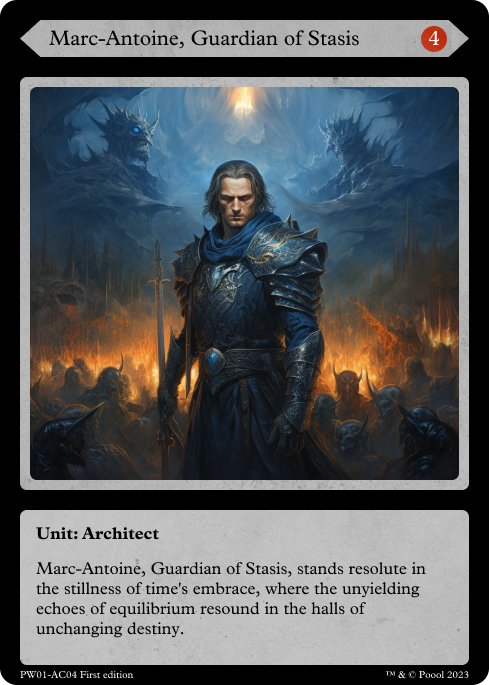 Marc-Antoine, Guardian of Stasis 4
Unit: Architect
Marc-Antoine, Guardian of Stasis, stands resolute in
the stillness of time's embrace, where the unyielding
echoes of equilibrium resound in the halls of
unchanging destiny.
PW01-AC04 First edition ™ & © Poool 2023